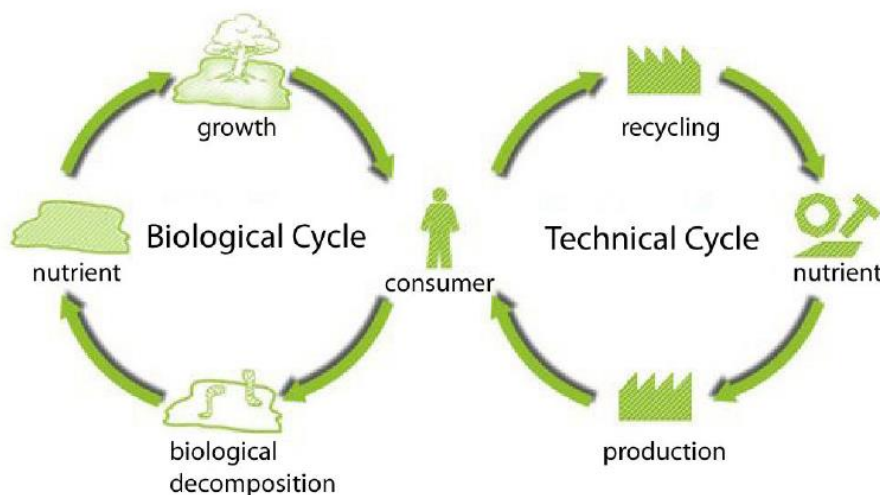 growth
recycling
Biological Cycle
Technical Cycle
nutrient
consumer
nutrient
biological
decomposition
production